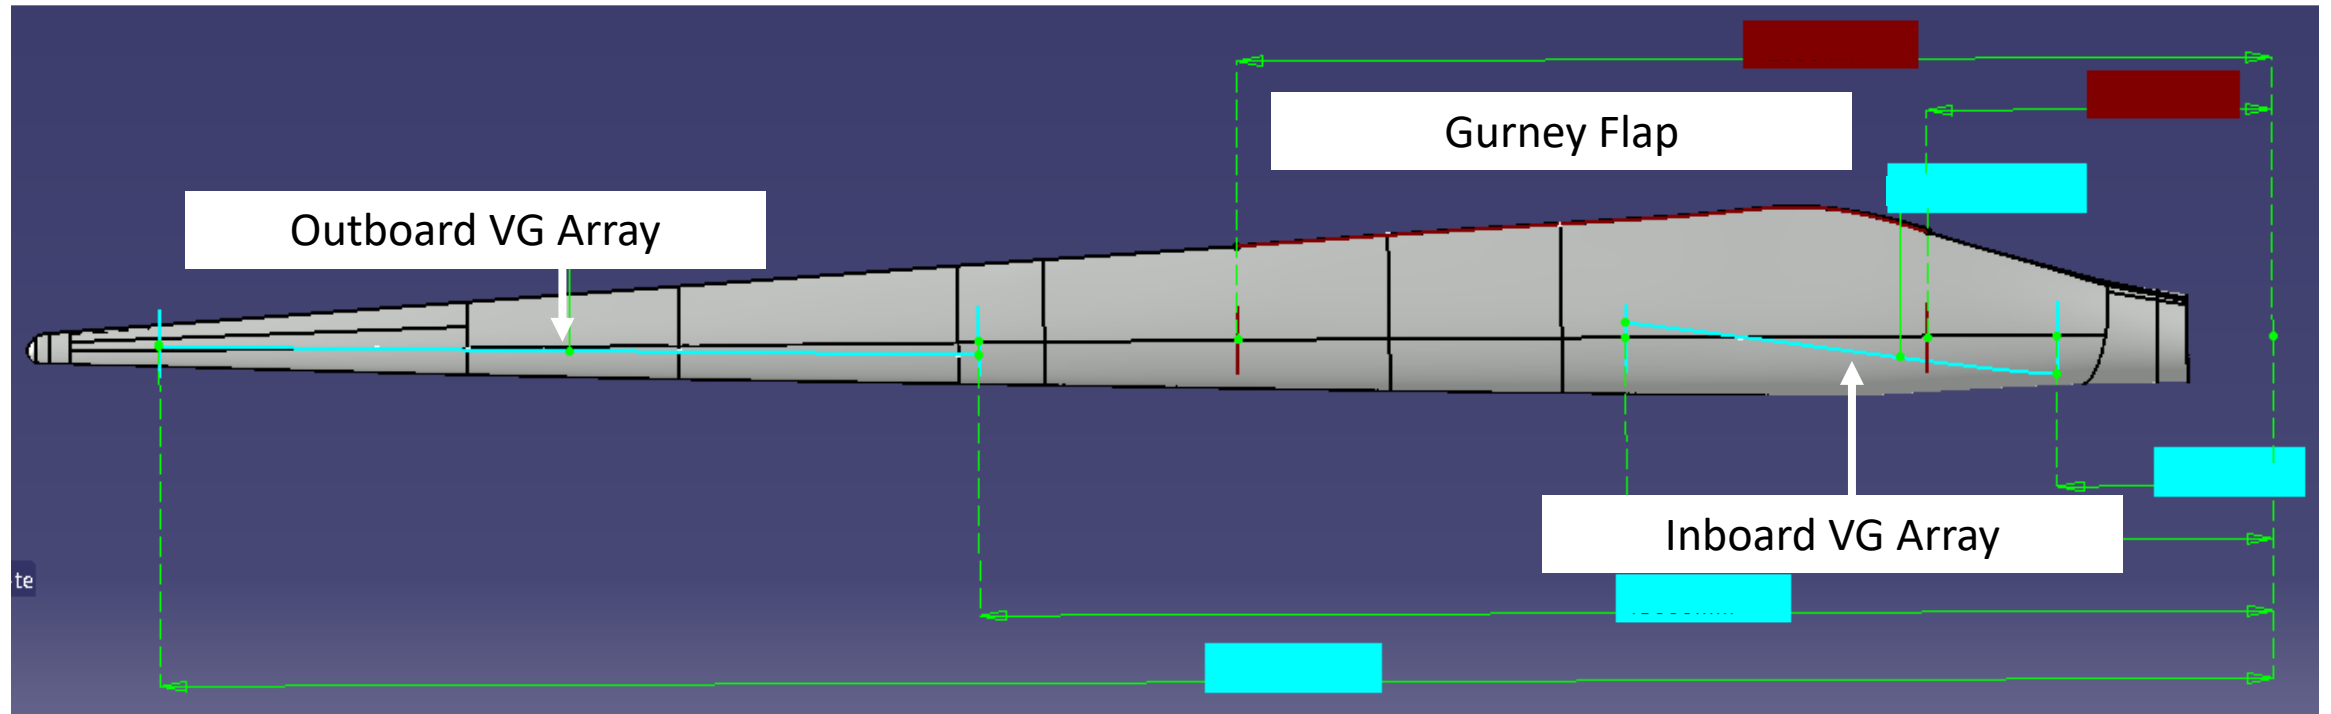 Gurney Flap
Outboard VG Array
Inboard VG Array
te